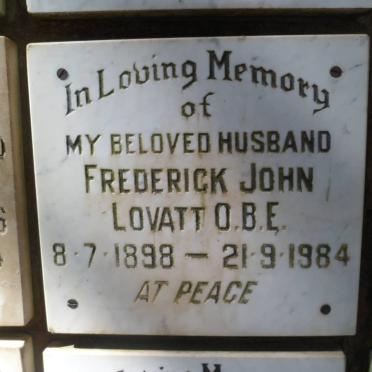 In Loving Memory
of
MY BELOVED HUSBAND
FREDERICK JOHN
LOVATT O.B.E.
8·7·1898 — 21·9·1984
AT PEACE